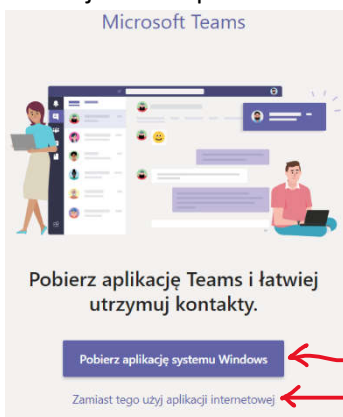 Microsoft Teams
Pobierz aplikację Teams i łatwiej
utrzymuj kontakty.
Pobierz aplikację systemu Windows
Zamiast tego użyj aplikacji internetowej